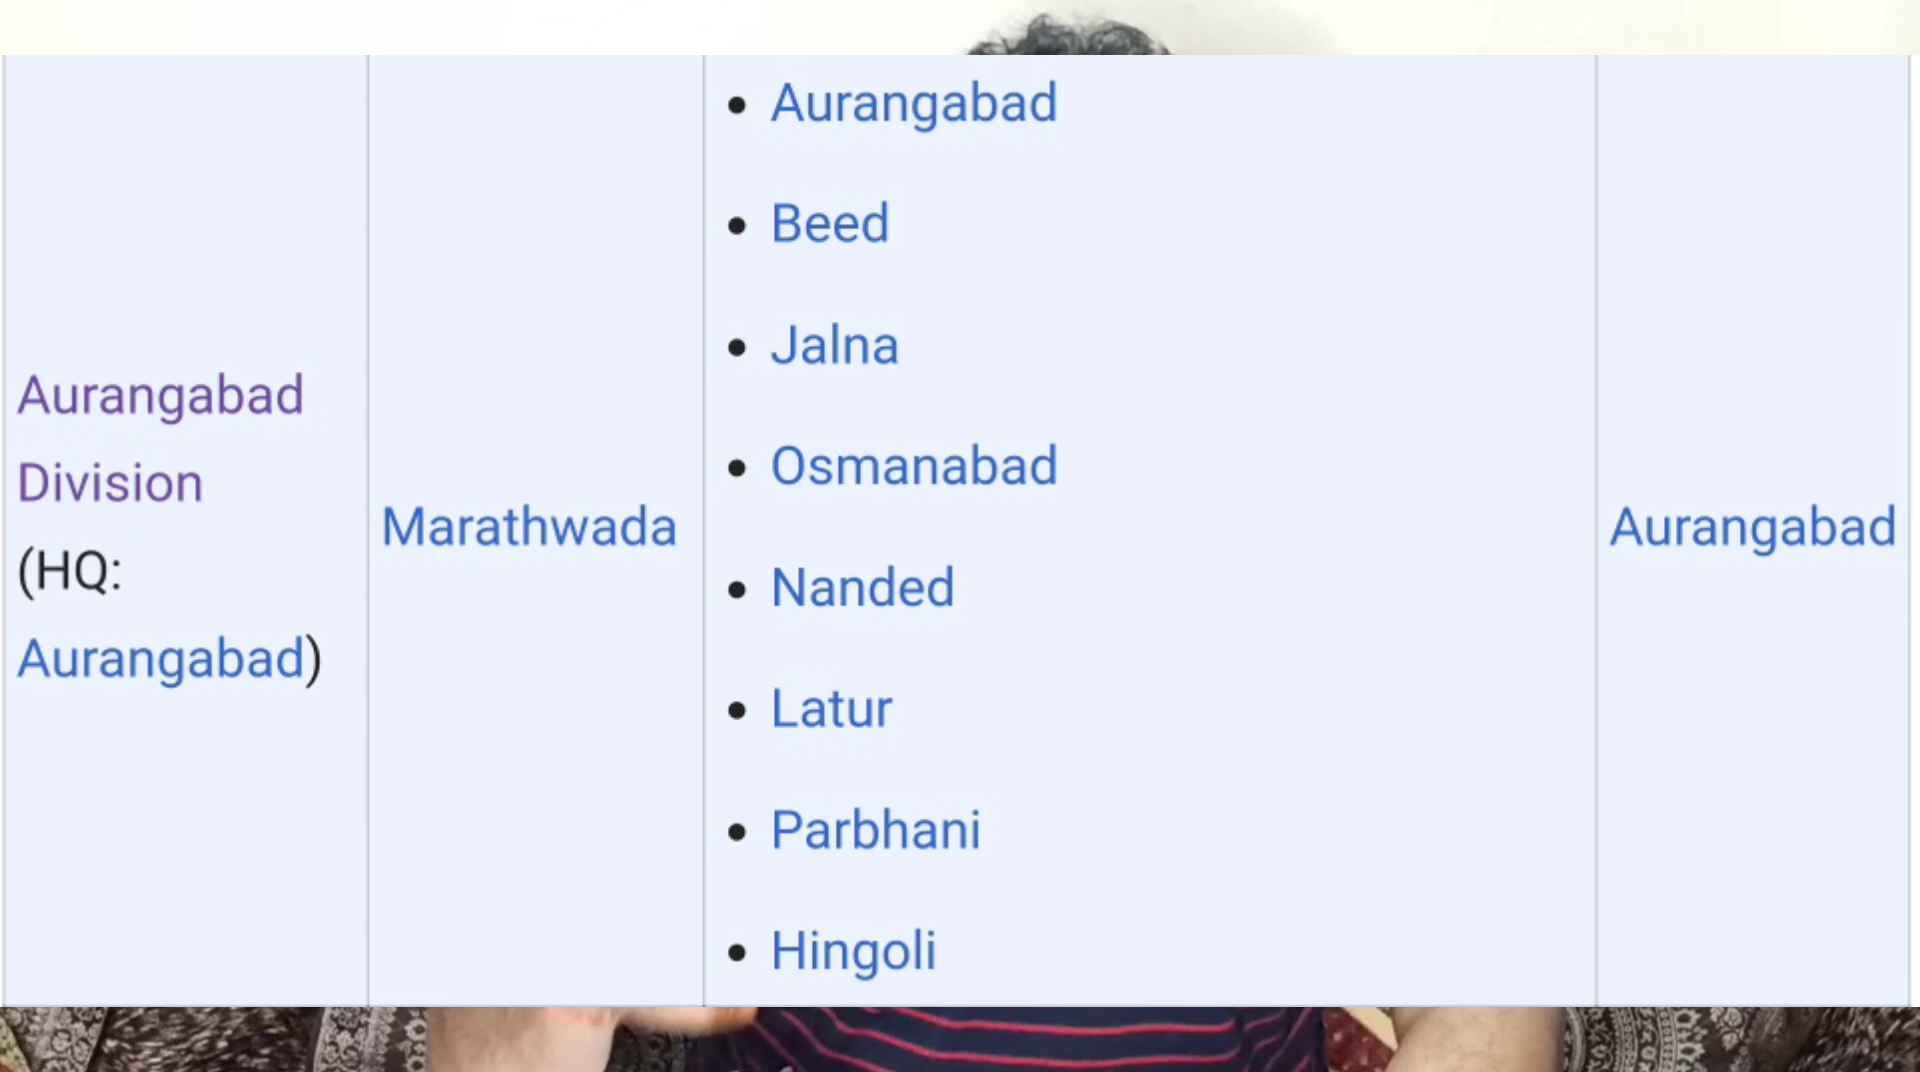 Aurangabad
Division
(HQ:
Aurangabad)
Marathwada
• Aurangabad
• Beed
• Jalna
• Osmanabad
• Nanded
• Latur
• Parbhani
• Hingoli
Aurangabad